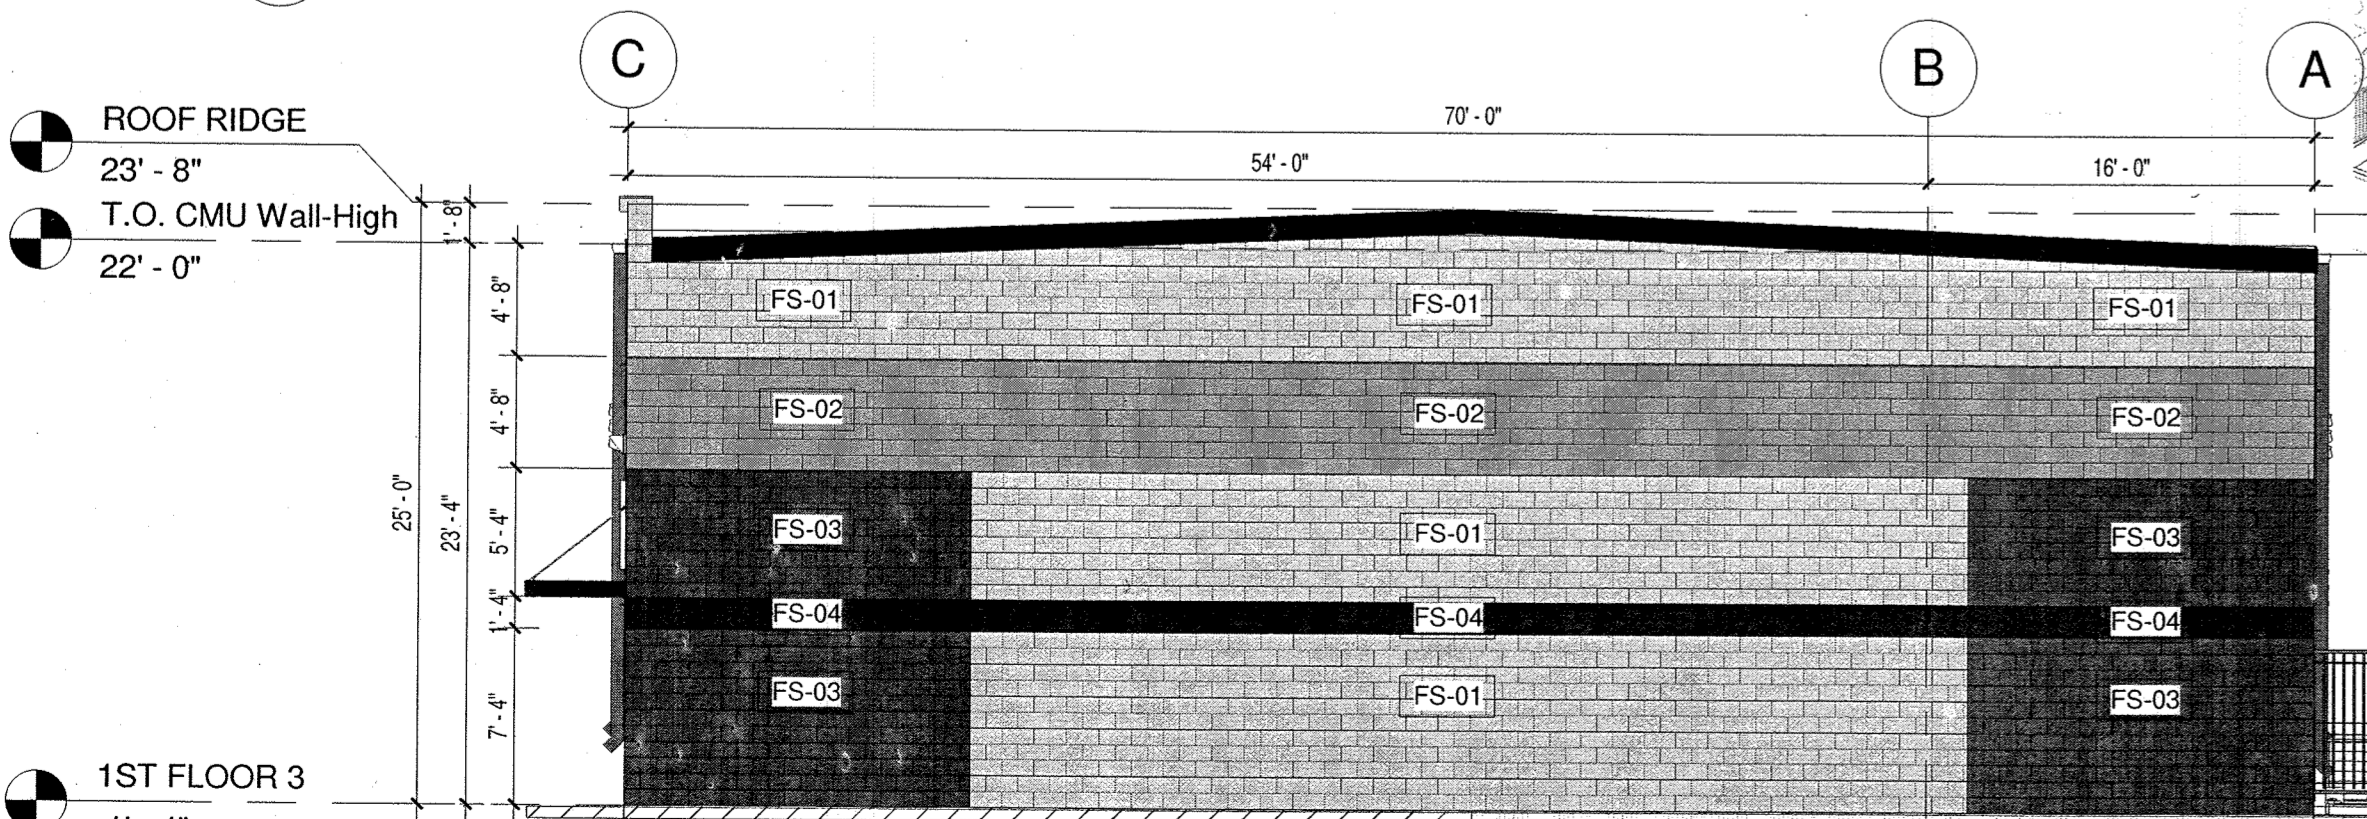 C
B
A
ROOF RIDGE
23' - 8"
T.O. CMU Wall-High
22' - 0"
70' - 0"
54' - 0"
16' - 0"
1' - 8"
4' - 8"
4' - 8"
5' - 4"
1' - 4"
7' - 4"
25' - 0"
23' - 4"
FS-01
FS-01
FS-01
FS-02
FS-02
FS-02
FS-03
FS-01
FS-03
FS-04
FS-04
FS-04
FS-03
FS-01
FS-03
1ST FLOOR 3